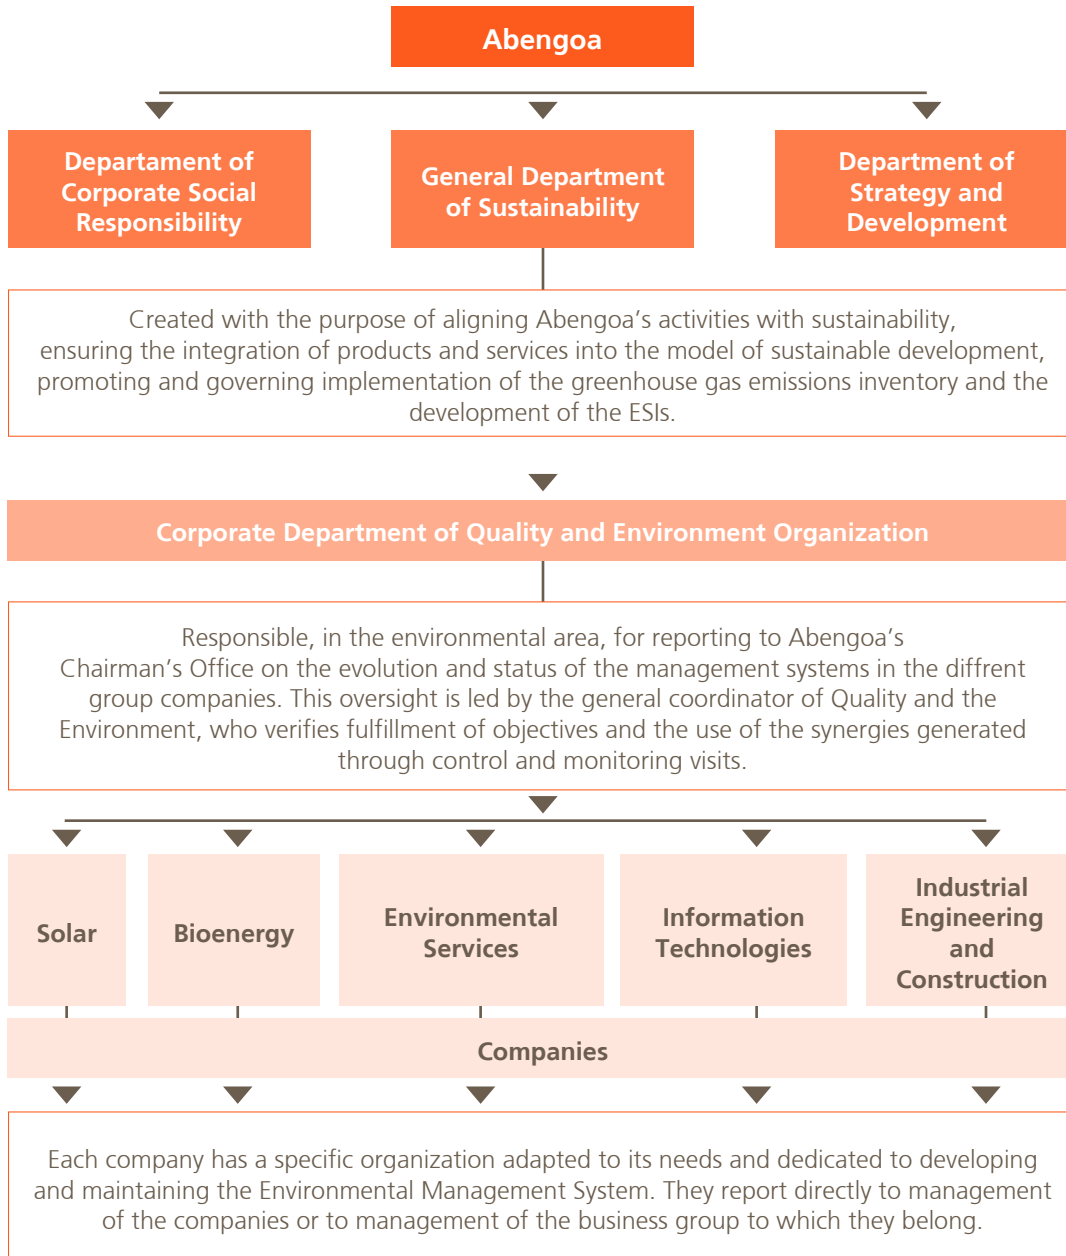 Abengoa
Departament of
Corporate Social
Responsibility
General Department
of Sustainability
Department of
Strategy and
Development
Created with the purpose of aligning Abengoa’s activities with sustainability,
ensuring the integration of products and services into the model of sustainable development,
promoting and governing implementation of the greenhouse gas emissions inventory and the
development of the ESIs.
Corporate Department of Quality and Environment Organization
Responsible, in the environmental area, for reporting to Abengoa’s
Chairman’s Office on the evolution and status of the management systems in the diffrent
group companies. This oversight is led by the general coordinator of Quality and the
Environment, who verifies fulfillment of objectives and the use of the synergies generated
through control and monitoring visits.
Solar
Bioenergy
Environmental
Services
Information
Technologies
Industrial
Engineering
and
Construction
Companies
Each company has a specific organization adapted to its needs and dedicated to developing
and maintaining the Environmental Management System. They report directly to management
of the companies or to management of the business group to which they belong.